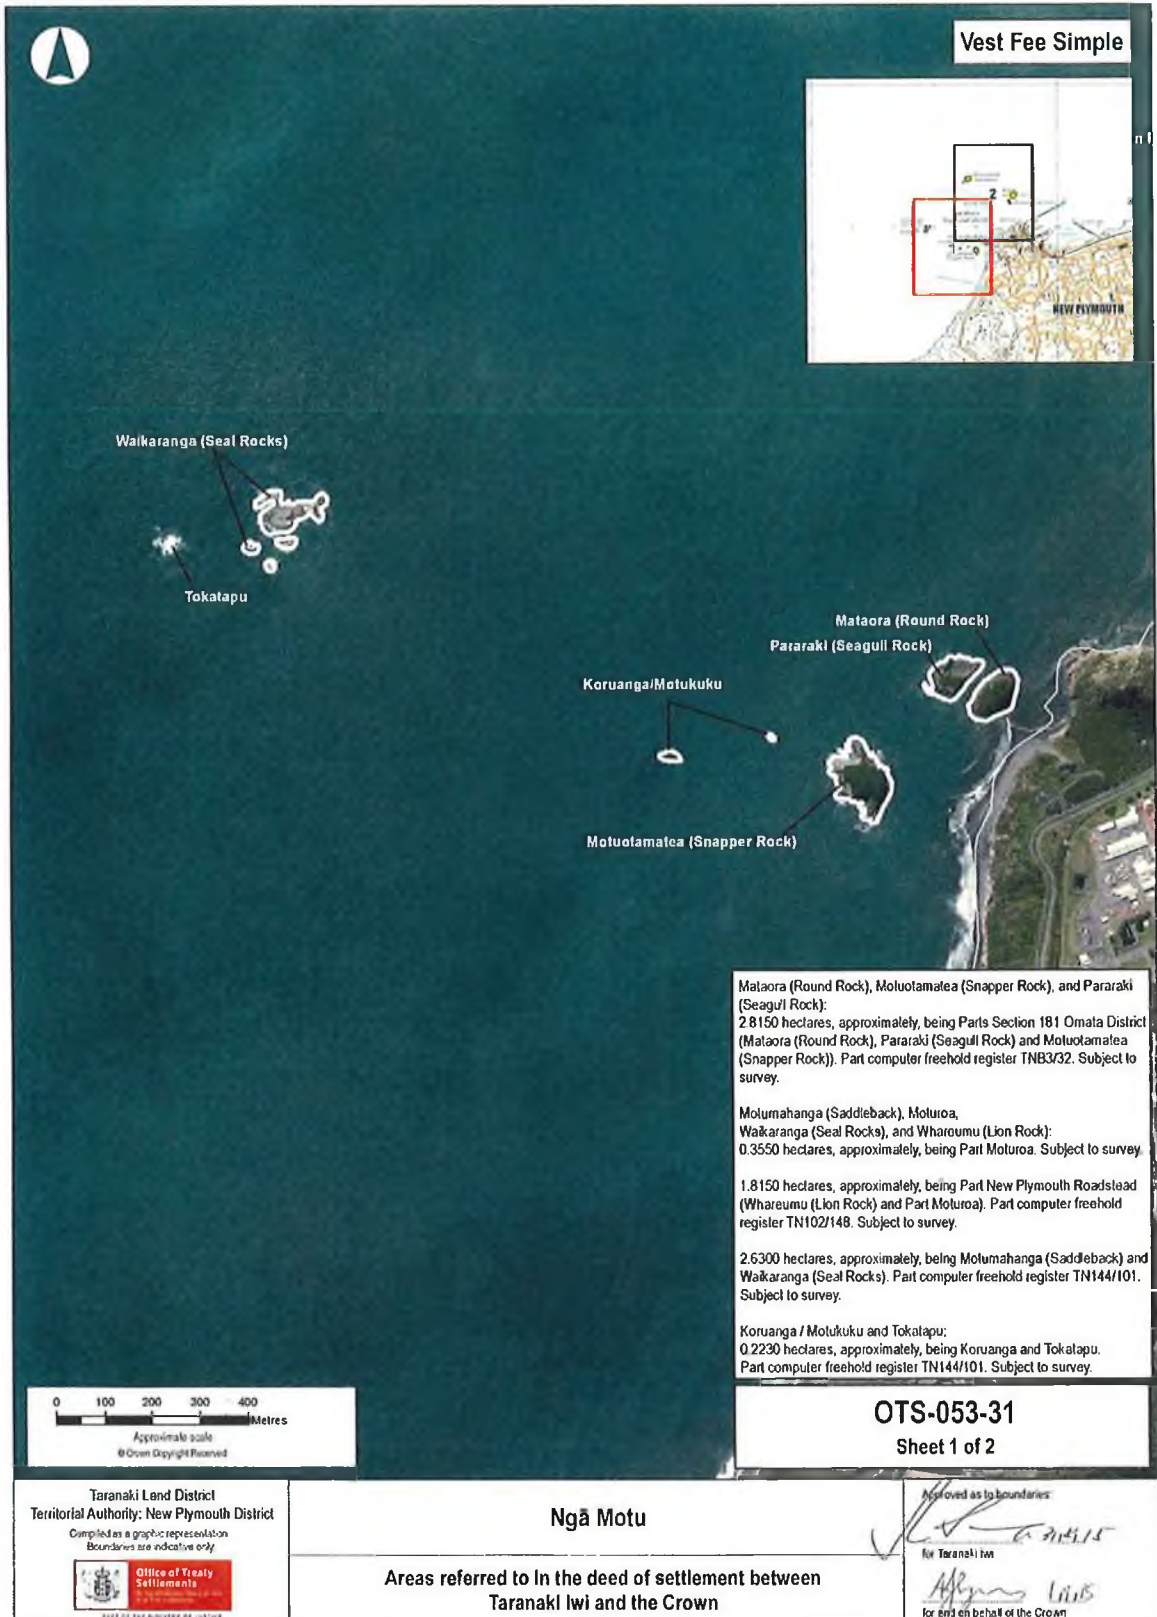 Vest Fee Simple
2
NEW PLYMOUTH
Waikaranga (Seal Rocks)
Tokatapu
Mataora (Round Rock)
Pararaki (Seagull Rock)
Koruanga/Motukuku
Motuotamatea (Snapper Rock)
Mataora (Round Rock), Motuotamatea (Snapper Rock), and Pararaki
(Seagull Rock):
2.8150 hectares, approximately, being Parts Section 181 Omata District
(Mataora (Round Rock), Pararaki (Seagull Rock) and Motuotamatea
(Snapper Rock)). Part computer freehold register TNB3/32. Subject to
survey.
Motumahanga (Saddleback), Moturoa,
Waikaranga (Seal Rocks), and Whareumu (Lion Rock):
0.3550 hectares, approximately, being Part Moturoa. Subject to survey.
1.8150 hectares, approximately, being Part New Plymouth Roadstead
(Whareumu (Lion Rock) and Part Moturoa). Part computer freehold
register TN102/148. Subject to survey.
2.6300 hectares, approximately, being Motumahanga (Saddleback) and
Waikaranga (Seal Rocks). Part computer freehold register TN144/101.
Subject to survey.
Koruanga / Motukuku and Tokatapu:
0.2230 hectares, approximately, being Koruanga and Tokatapu.
Part computer freehold register TN144/101. Subject to survey.
0 100 200 300 400
Metres
Approximate scale
© Crown Copyright Reserved
OTS-053-31
Sheet 1 of 2
Taranaki Land District
Territorial Authority: New Plymouth District
Compiled as a graphic representation
Boundaries are indicative only
Office of Treaty
Settlements
Ngā Motu
Areas referred to in the deed of settlement between
Taranaki Iwi and the Crown
Approved as to boundaries:
for Taranaki Iwi
for and on behalf of the Crown